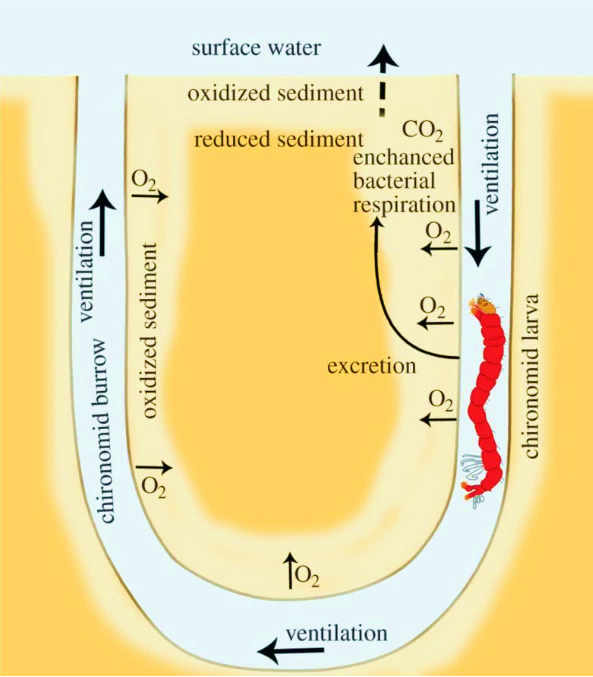 surface water
oxidized sediment
reduced sediment
CO₂
enchanced
bacterial
respiration
ventilation
O₂
O₂
O₂
O₂
O₂
O₂
excretion
ventilation
oxidized sediment
chironomid burrow
chironomid larva
ventilation